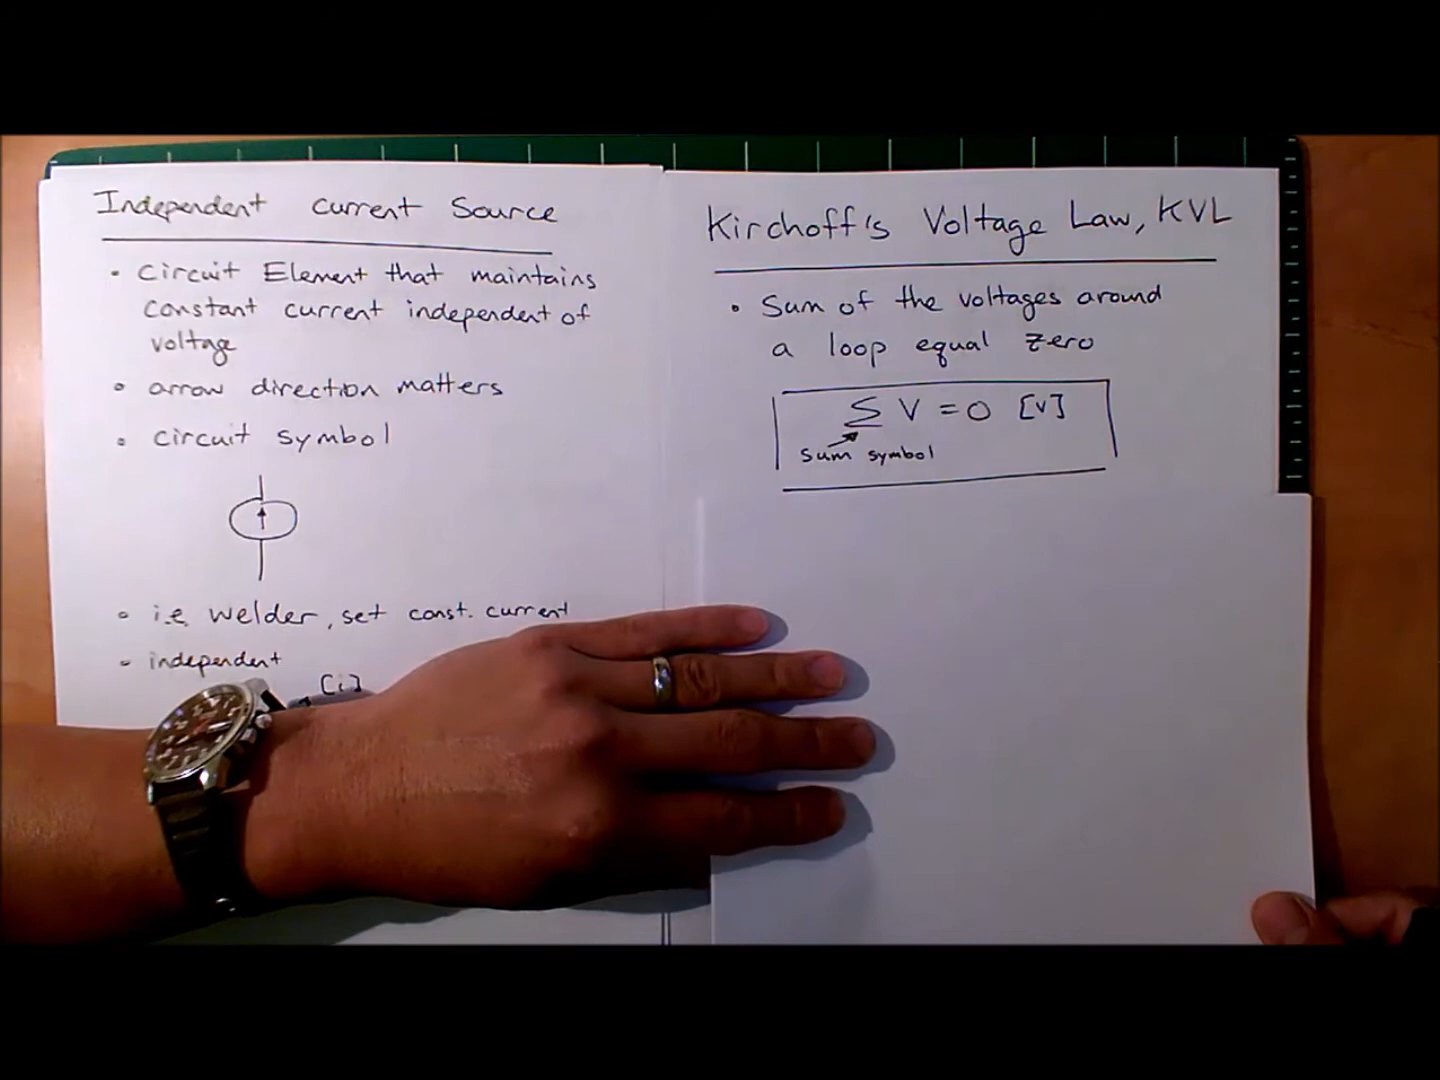 Independent current Source
• Circuit Element that maintains
constant current independent of
voltage
• arrow direction matters
• circuit symbol
• i.e. welder, set const. current
• independent
[i]
Kirchoff's Voltage Law, KVL
• Sum of the voltages around
a loop equal zero
Σ V = 0 [v]
sum symbol